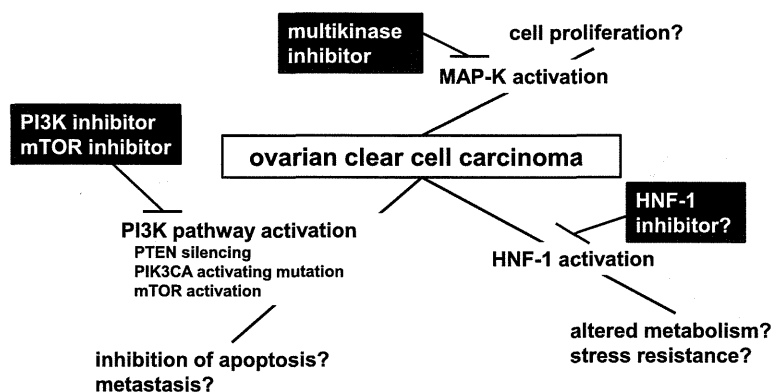 multikinase
inhibitor
cell proliferation?
MAP-K activation
PI3K inhibitor
mTOR inhibitor
ovarian clear cell carcinoma
HNF-1
inhibitor?
PI3K pathway activation
PTEN silencing
PIK3CA activating mutation
mTOR activation
HNF-1 activation
altered metabolism?
stress resistance?
inhibition of apoptosis?
metastasis?